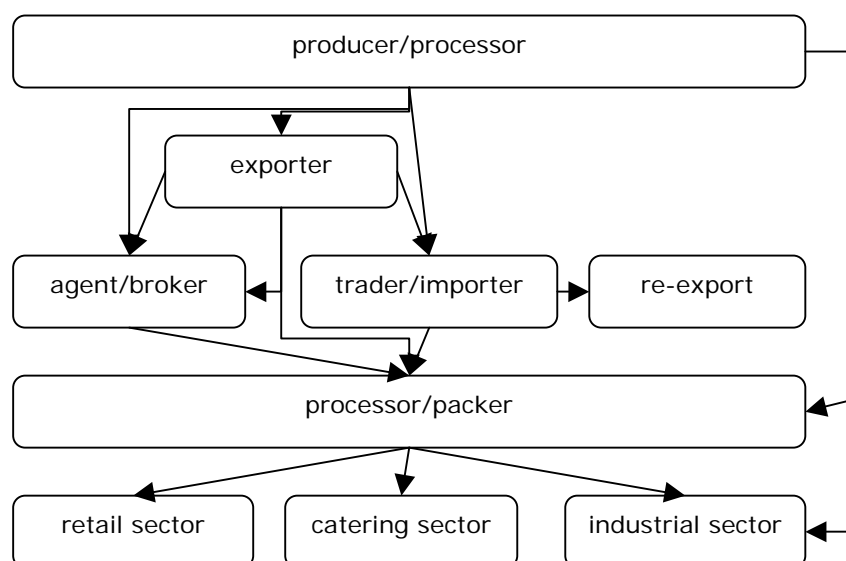 producer/processor
exporter
agent/broker
trader/importer
re-export
processor/packer
retail sector
catering sector
industrial sector